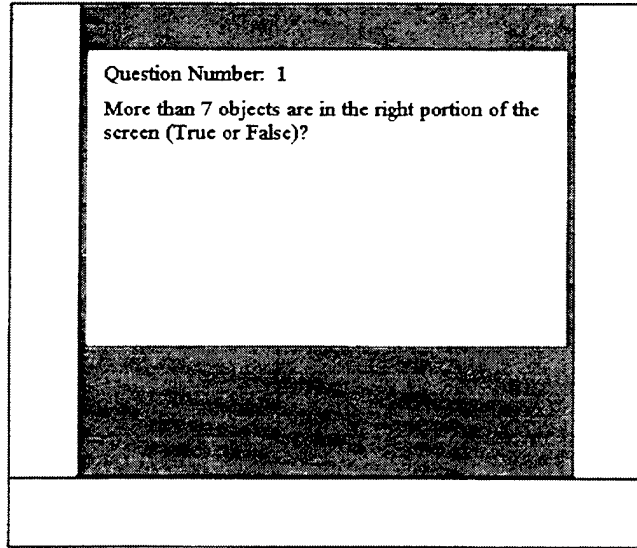 Question Number: 1
More than 7 objects are in the right portion of the
screen (True or False)?